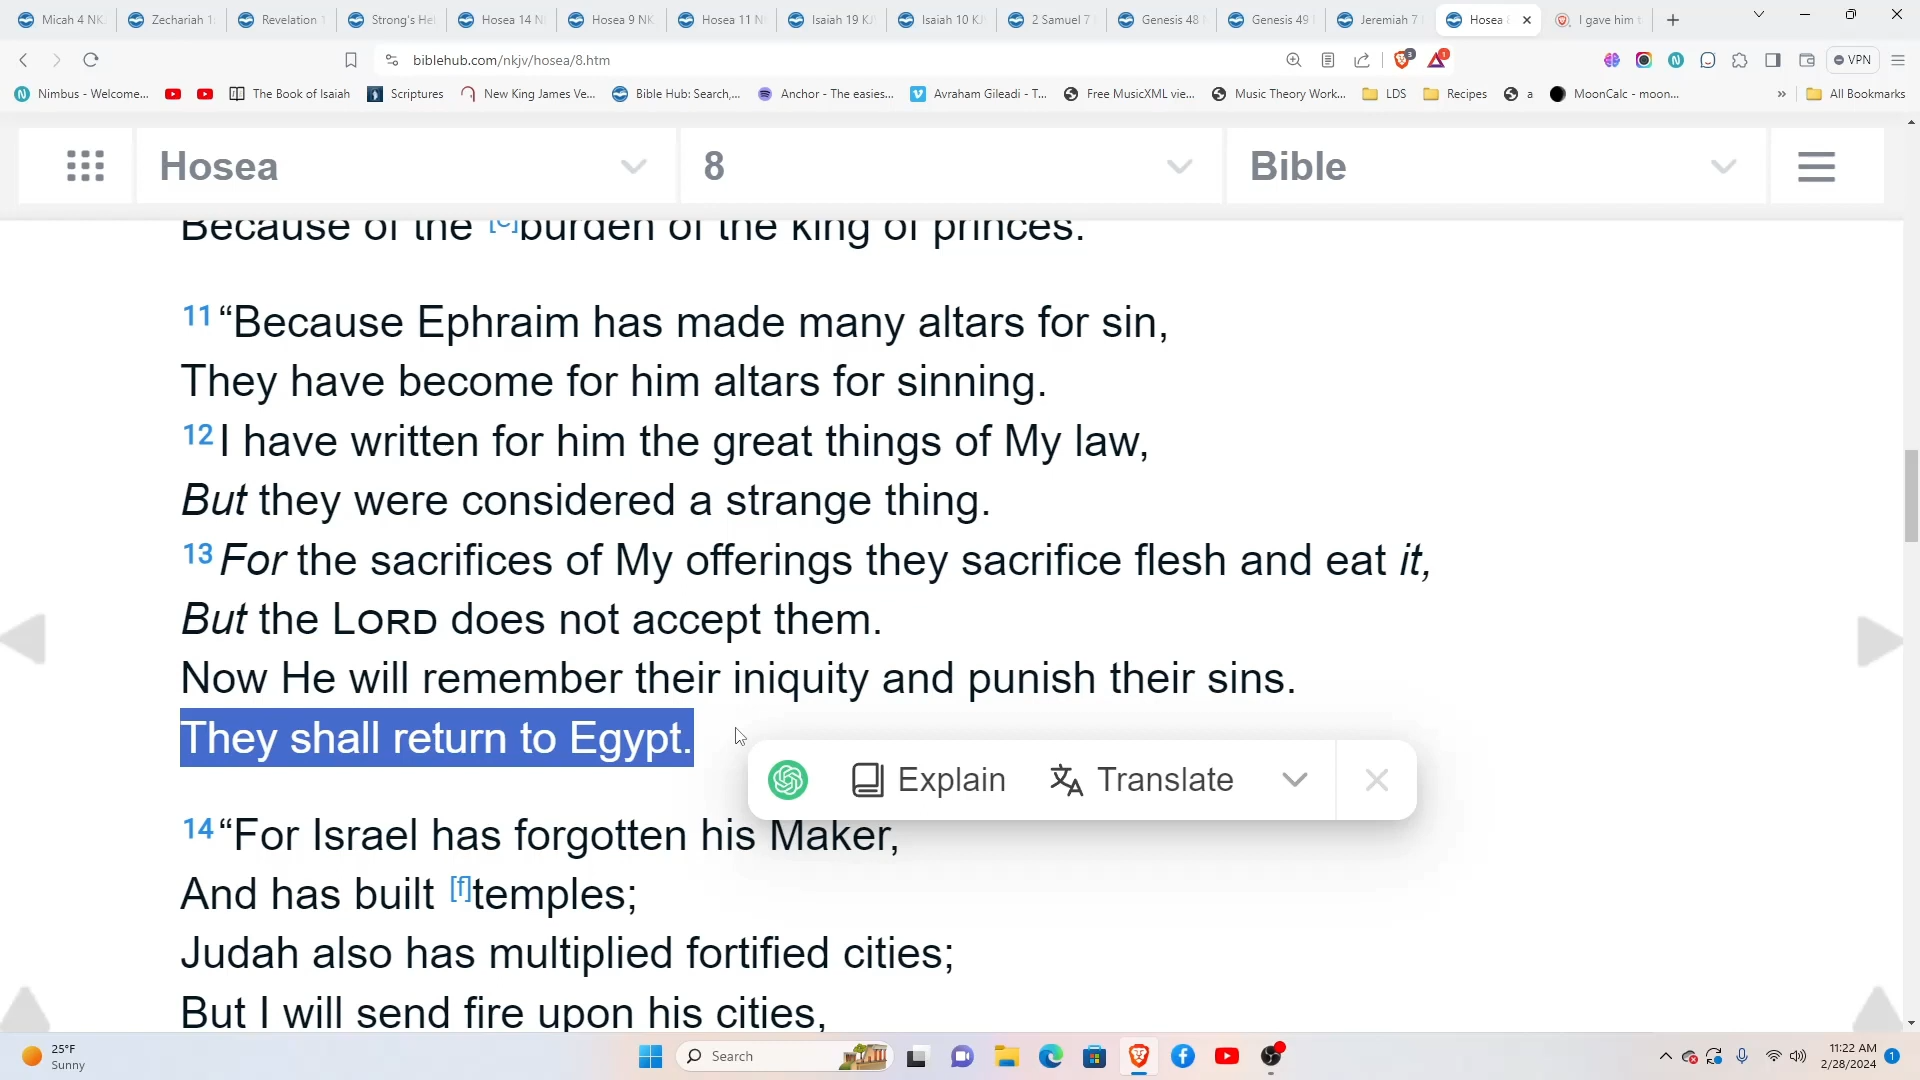 Micah 4 NK
Zechariah 1
Revelation 1
Strong's He
Hosea 14 N
Hosea 9 NK
Hosea 11 N
Isaiah 19 KJ
Isaiah 10 KJ
2 Samuel 7
Genesis 48
Genesis 49
Jeremiah 7
Hosea
I gave him t
biblehub.com/nkjv/hosea/8.htm
3
1
VPN
Nimbus - Welcome...
The Book of Isaiah
Scriptures
New King James Ve...
Bible Hub: Search,...
Anchor - The easies...
Avraham Gileadi - T...
Free MusicXML vie...
Music Theory Work...
LDS
Recipes
a
MoonCalc - moon...
»
All Bookmarks
Hosea
8
Bible
Because of the [c]burden of the king of princes.
11 “Because Ephraim has made many altars for sin,
They have become for him altars for sinning.
12 I have written for him the great things of My law,
But they were considered a strange thing.
13 For the sacrifices of My offerings they sacrifice flesh and eat it,
But the LORD does not accept them.
Now He will remember their iniquity and punish their sins.
They shall return to Egypt.
Explain
Translate
14 “For Israel has forgotten his Maker,
And has built [f]temples;
Judah also has multiplied fortified cities;
But I will send fire upon his cities,
25°F
Sunny
Search
11:22 AM
2/28/2024
1